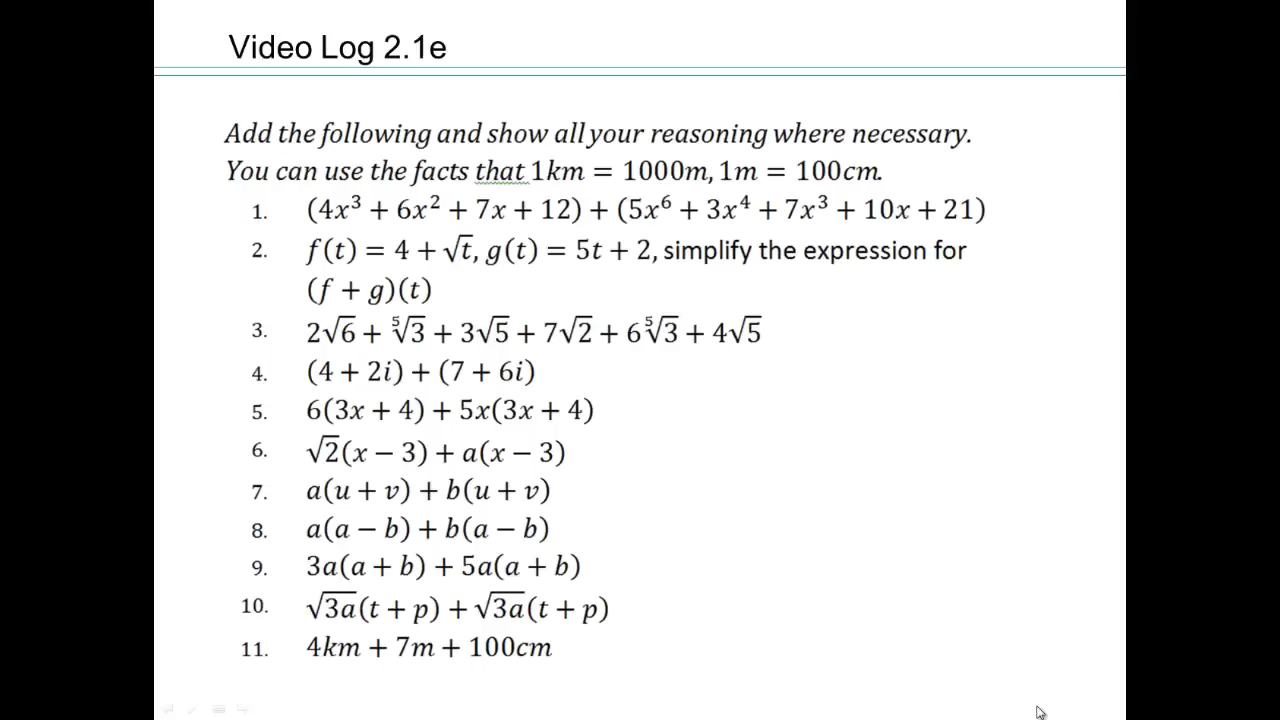 Video Log 2.1e
Add the following and show all your reasoning where necessary.
You can use the facts that 1km = 1000m, 1m = 100cm.
1. (4x³ + 6x² + 7x + 12) + (5x⁶ + 3x⁴ + 7x³ + 10x + 21)
2. f(t) = 4 + √t, g(t) = 5t + 2, simplify the expression for
(f + g)(t)
3. 2√6 + ⁵√3 + 3√5 + 7√2 + 6⁵√3 + 4√5
4. (4 + 2i) + (7 + 6i)
5. 6(3x + 4) + 5x(3x + 4)
6. √2(x − 3) + a(x − 3)
7. a(u + v) + b(u + v)
8. a(a − b) + b(a − b)
9. 3a(a + b) + 5a(a + b)
10. √3a(t + p) + √3a(t + p)
11. 4km + 7m + 100cm